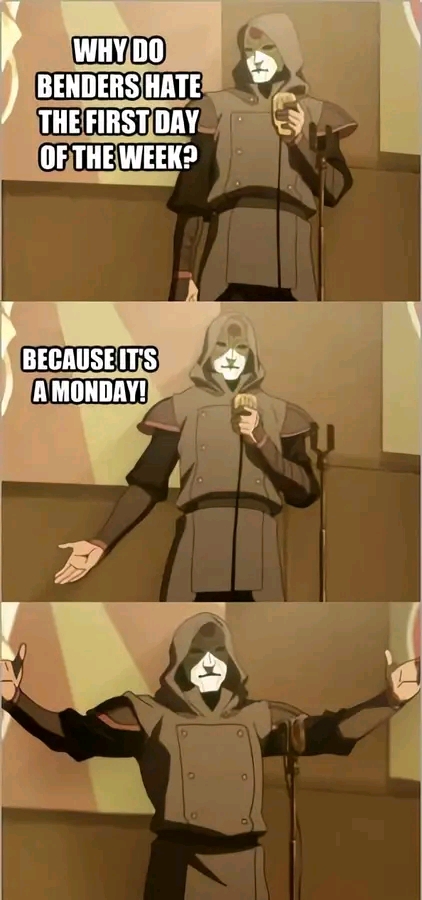 WHY DO
BENDERS HATE
THE FIRST DAY
OF THE WEEK?
BECAUSE IT'S
A MONDAY!